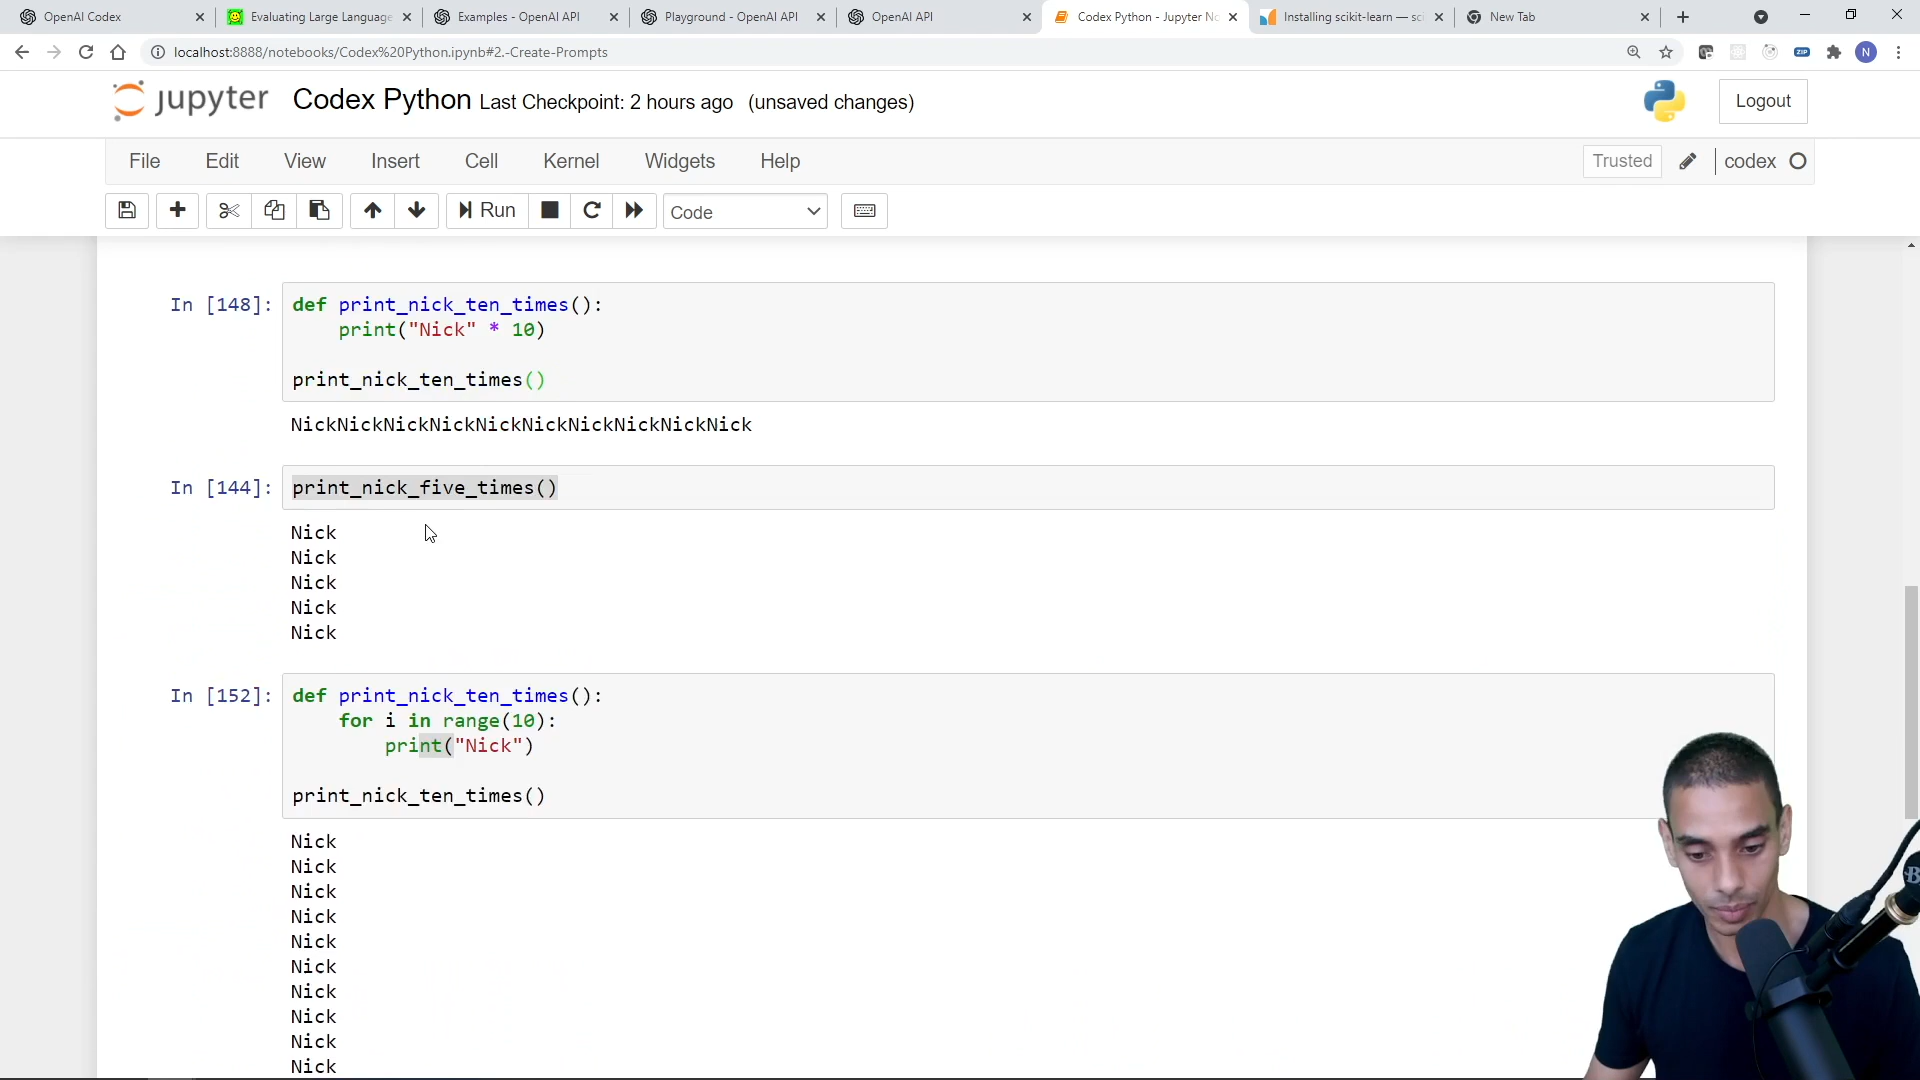 OpenAI Codex
Evaluating Large Language
Examples - OpenAI API
Playground - OpenAI API
OpenAI API
Codex Python - Jupyter No
Installing scikit-learn — sci
New Tab
localhost:8888/notebooks/Codex%20Python.ipynb#2.-Create-Prompts
ZIP
N
jupyter Codex Python Last Checkpoint: 2 hours ago (unsaved changes)
Logout
File Edit View Insert Cell Kernel Widgets Help
Trusted
codex
Run
Code
In [148]: def print_nick_ten_times():
print("Nick" * 10)
print_nick_ten_times()
NickNickNickNickNickNickNickNickNickNick
In [144]: print_nick_five_times()
Nick
Nick
Nick
Nick
Nick
In [152]: def print_nick_ten_times():
for i in range(10):
print("Nick")
print_nick_ten_times()
Nick
Nick
Nick
Nick
Nick
Nick
Nick
Nick
Nick
Nick
B